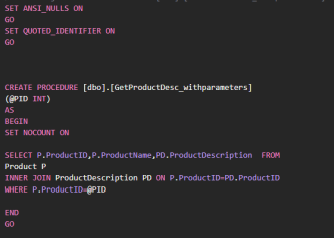 SET ANSI_NULLS ON
GO
SET QUOTED_IDENTIFIER ON
GO
CREATE PROCEDURE [dbo].[GetProductDesc_withparameters]
(@PID INT)
AS
BEGIN
SET NOCOUNT ON
SELECT P.ProductID,P.ProductName,PD.ProductDescription  FROM
Product P
INNER JOIN ProductDescription PD ON P.ProductID=PD.ProductID
WHERE P.ProductID=@PID
END
GO